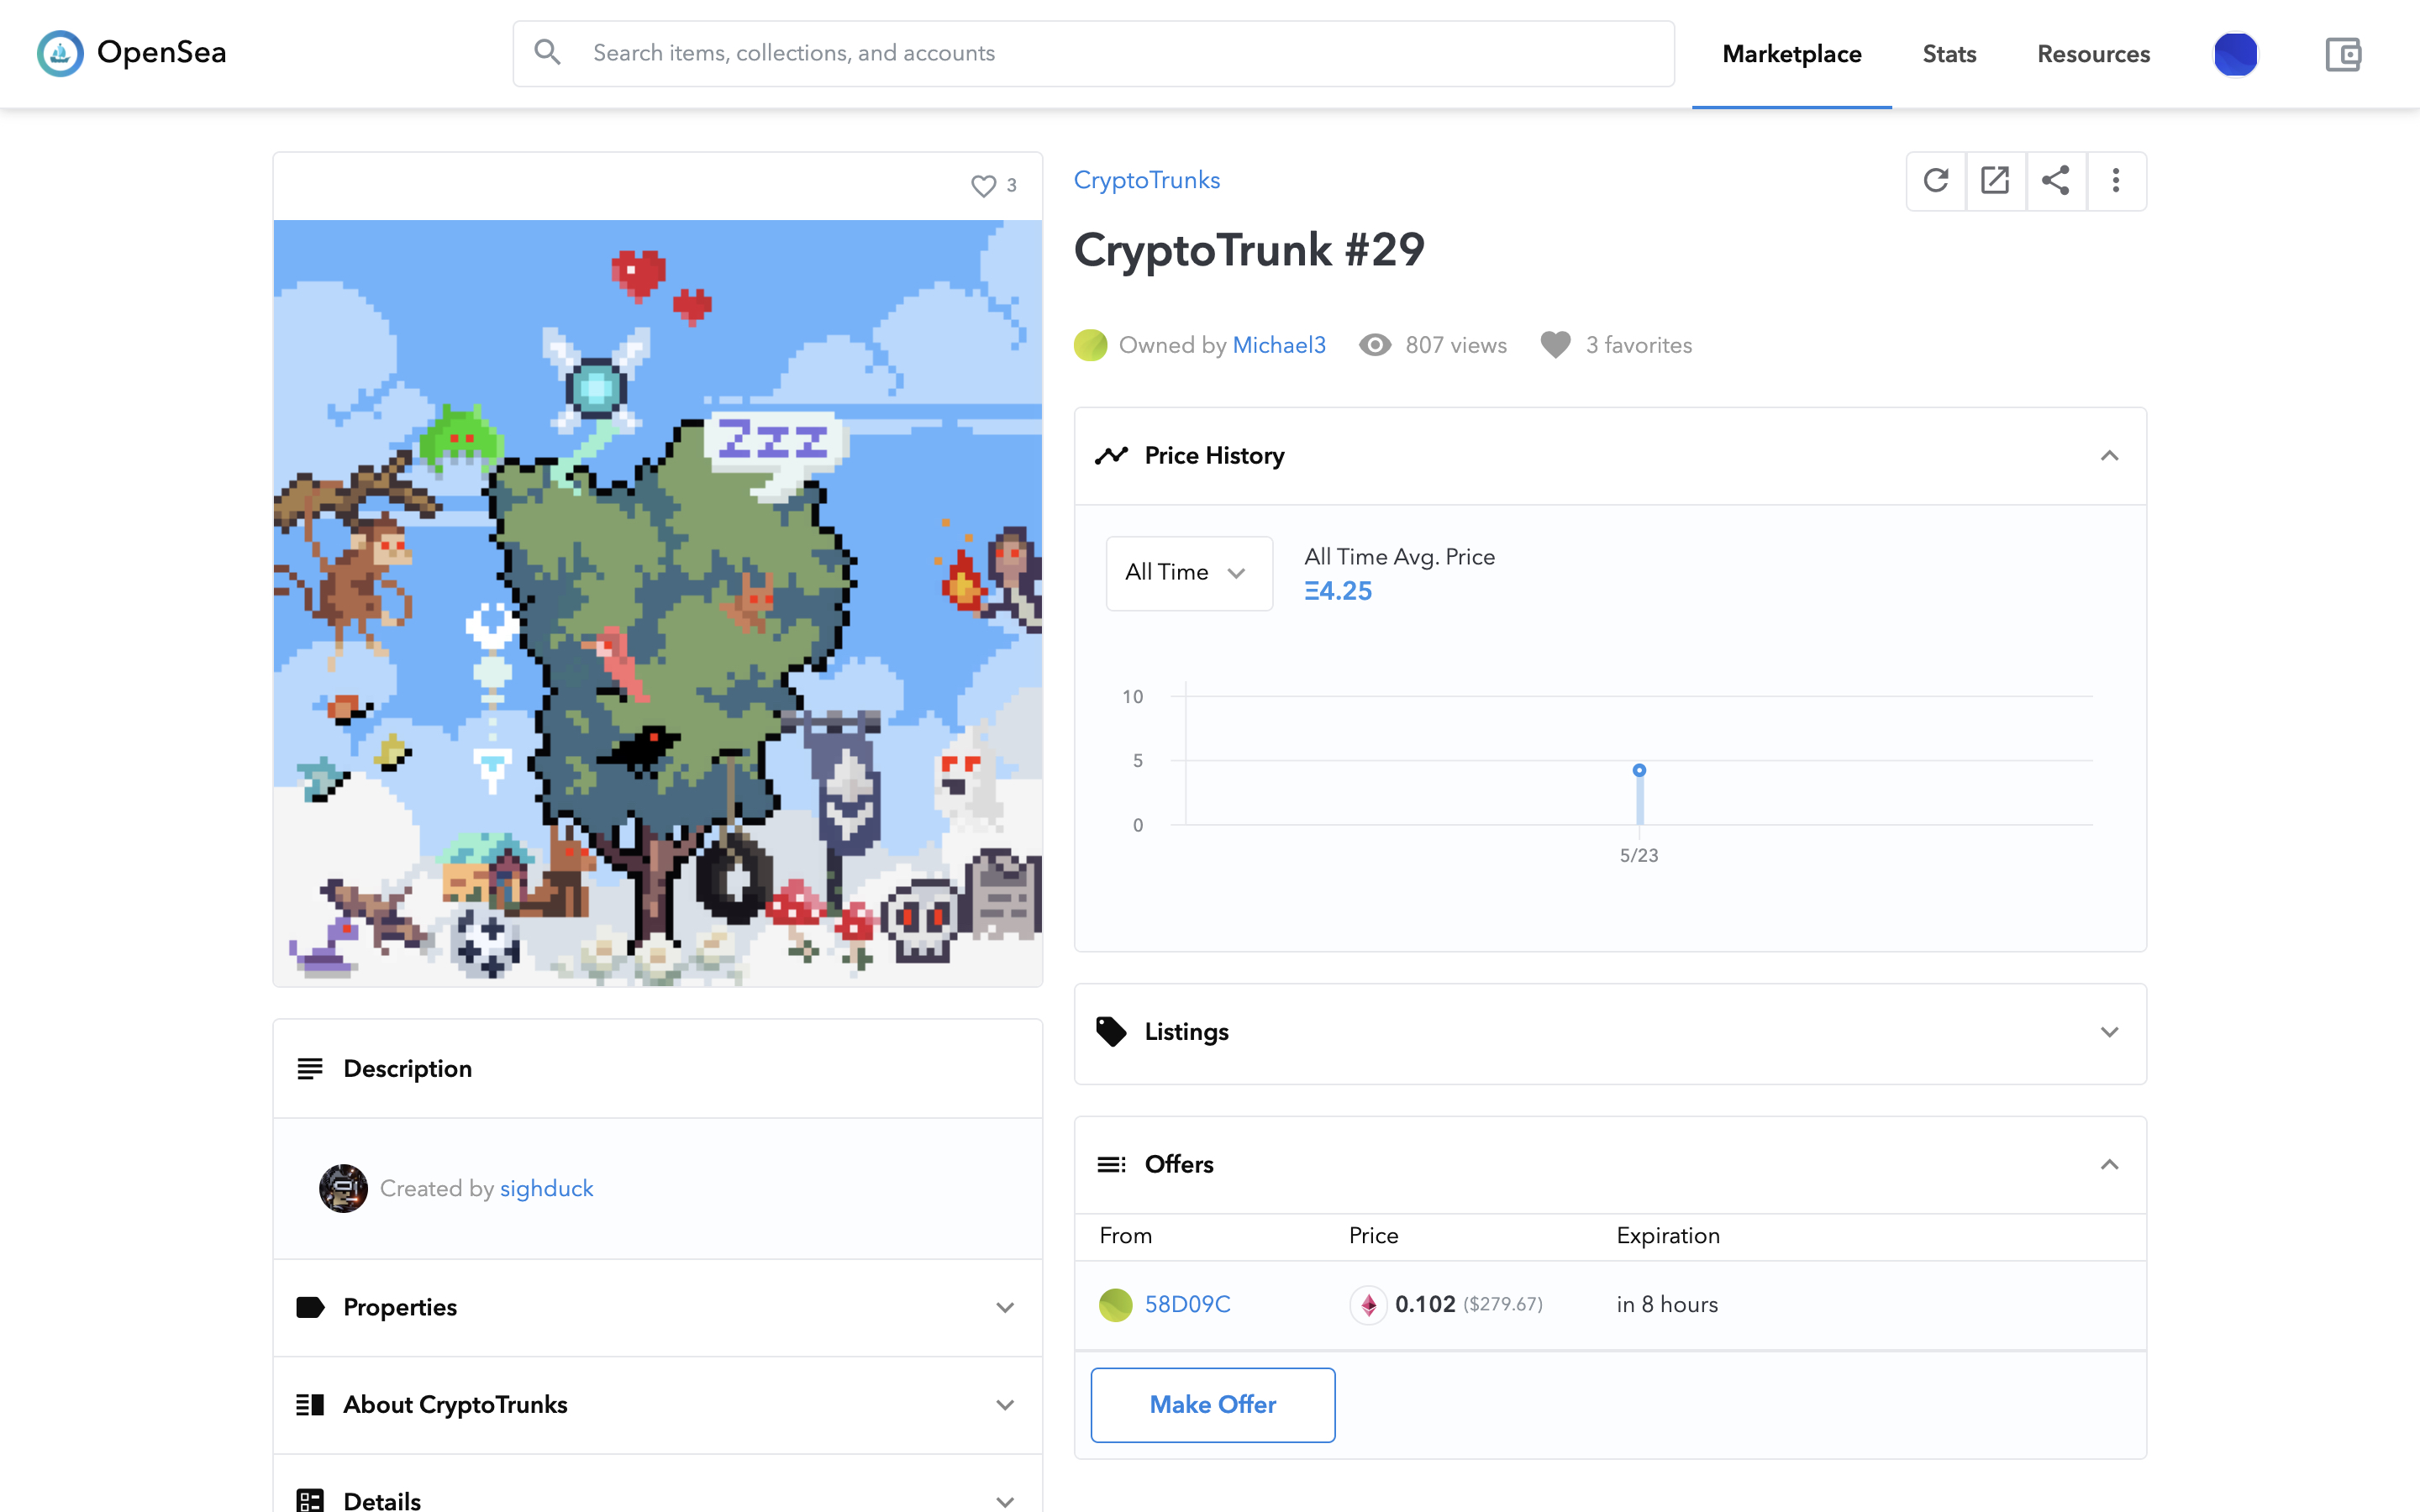 OpenSea
Search items, collections, and accounts
Marketplace
Stats
Resources
3
Zzz
CryptoTrunks
CryptoTrunk #29
Owned by Michael3
807 views
3 favorites
Price History
All Time
All Time Avg. Price
Ξ4.25
10
5
0
5/23
Listings
Offers
From Price Expiration
58D09C 0.102 ($279.67) in 8 hours
Make Offer
Description
Created by sighduck
Properties
About CryptoTrunks
Details